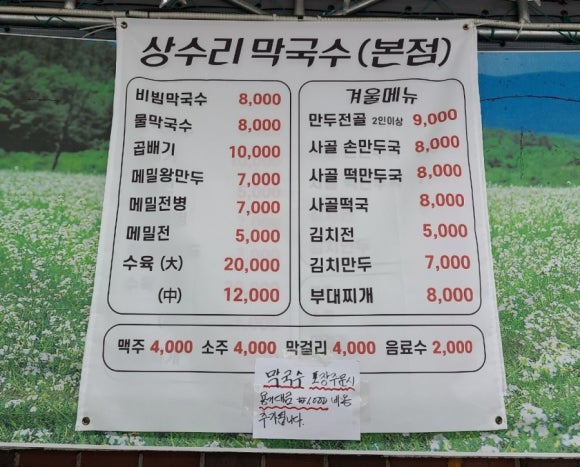 상수리 막국수 (본점)
비빔막국수 8,000
물막국수 8,000
곱배기 10,000
메밀왕만두 7,000
메밀전병 7,000
메밀전 5,000
수육 (大) 20,000
(中) 12,000
겨울메뉴
만두전골 2인이상 9,000
사골 손만두국 8,000
사골 떡만두국 8,000
사골떡국 8,000
김치전 5,000
김치만두 7,000
부대찌개 8,000
맥주 4,000 소주 4,000 막걸리 4,000 음료수 2,000
막국수 포장주문시
용기대금 ₩1,000 비용
추가됩니다.